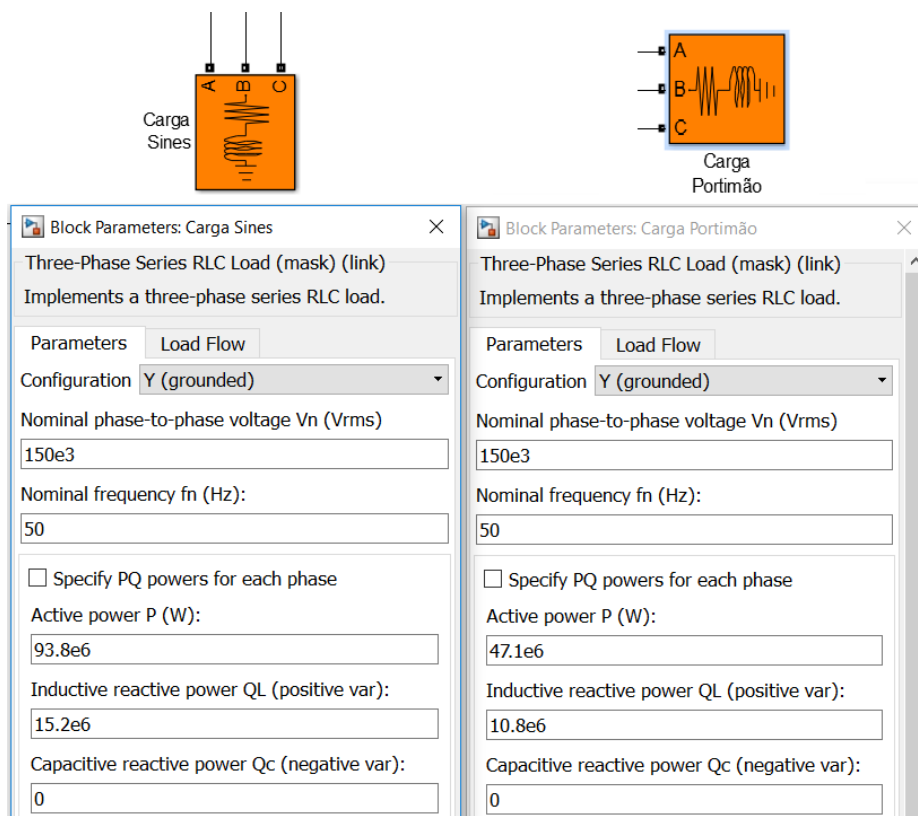 A B C
Carga
Sines
A
B
C
Carga
Portimão
Block Parameters: Carga Sines
Three-Phase Series RLC Load (mask) (link)
Implements a three-phase series RLC load.
Parameters Load Flow
Configuration Y (grounded)
Nominal phase-to-phase voltage Vn (Vrms)
150e3
Nominal frequency fn (Hz):
50
Specify PQ powers for each phase
Active power P (W):
93.8e6
Inductive reactive power QL (positive var):
15.2e6
Capacitive reactive power Qc (negative var):
0
Block Parameters: Carga Portimão
Three-Phase Series RLC Load (mask) (link)
Implements a three-phase series RLC load.
Parameters Load Flow
Configuration Y (grounded)
Nominal phase-to-phase voltage Vn (Vrms)
150e3
Nominal frequency fn (Hz):
50
Specify PQ powers for each phase
Active power P (W):
47.1e6
Inductive reactive power QL (positive var):
10.8e6
Capacitive reactive power Qc (negative var):
0